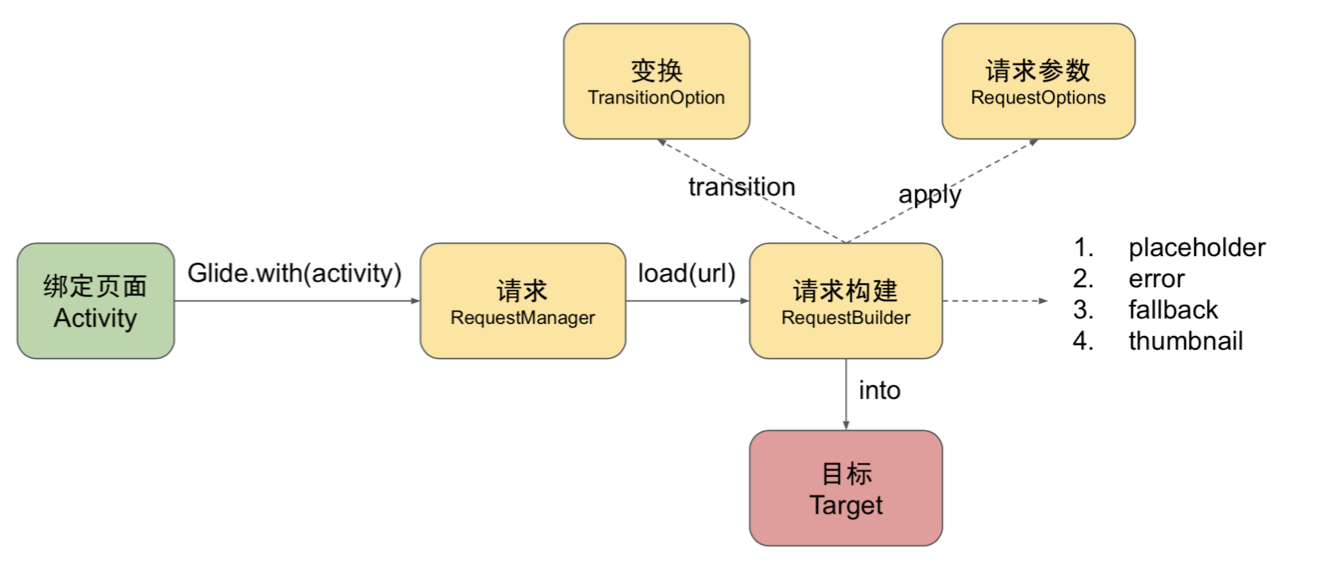 变换
TransitionOption
请求参数
RequestOptions
transition
apply
绑定页面
Activity
Glide.with(activity)
请求
RequestManager
load(url)
请求构建
RequestBuilder
1. placeholder
2. error
3. fallback
4. thumbnail
into
目标
Target